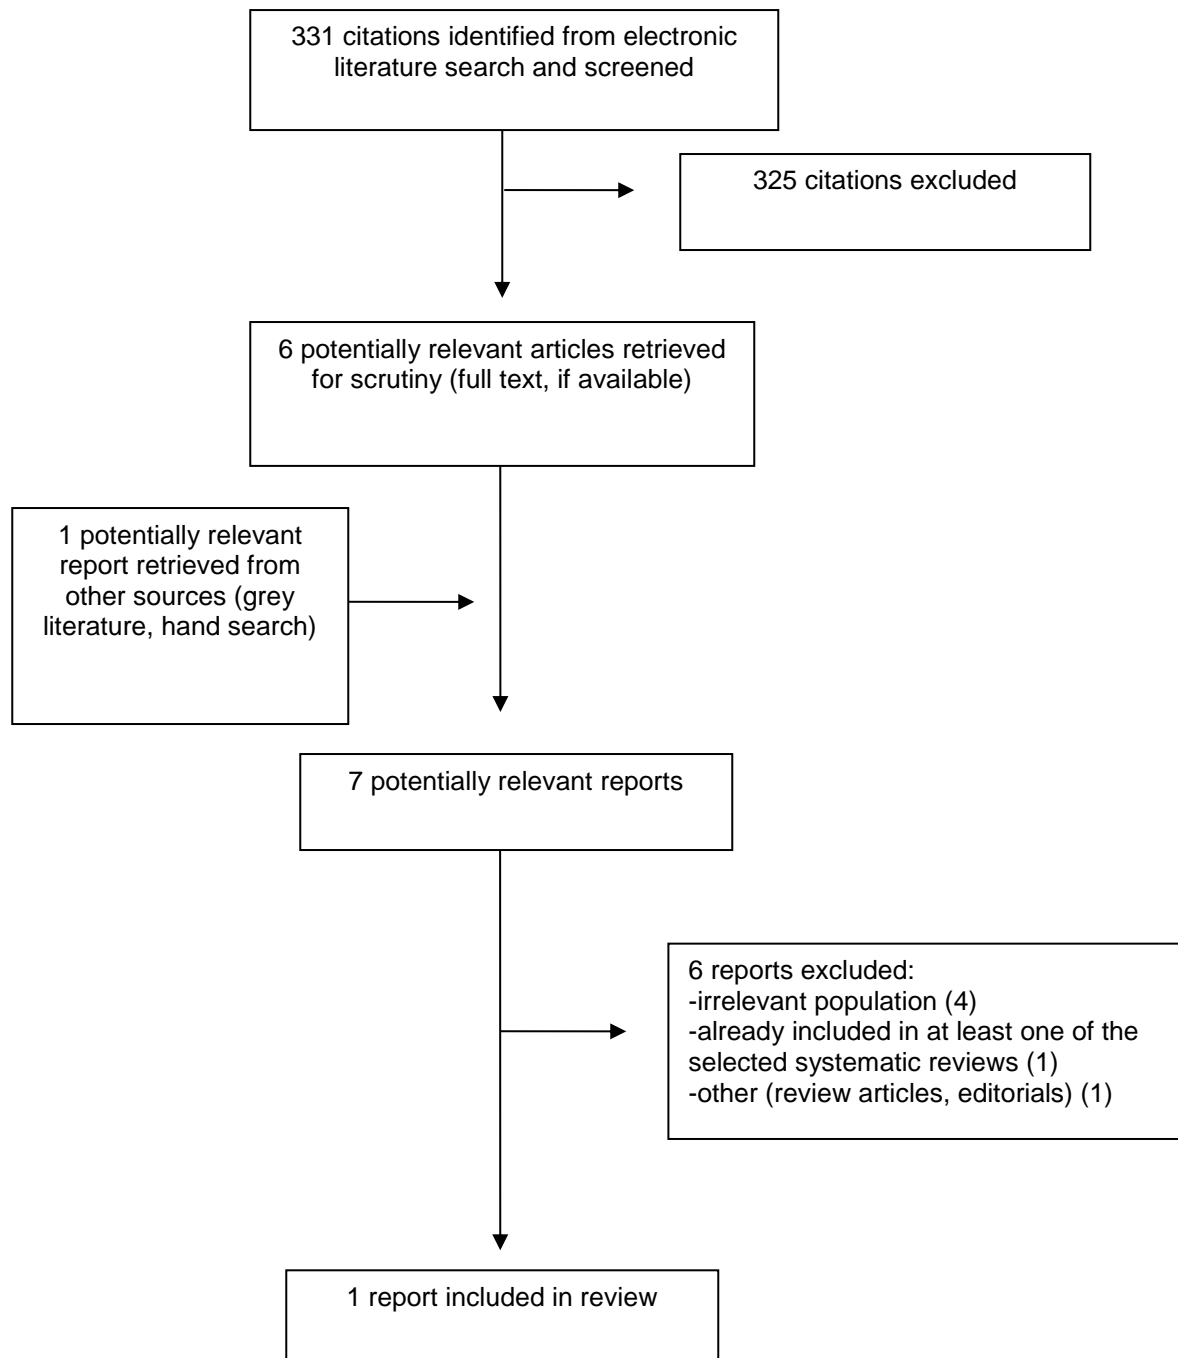 331 citations identified from electronic
literature search and screened
325 citations excluded
6 potentially relevant articles retrieved
for scrutiny (full text, if available)
1 potentially relevant
report retrieved from
other sources (grey
literature, hand search)
7 potentially relevant reports
6 reports excluded:
-irrelevant population (4)
-already included in at least one of the
selected systematic reviews (1)
-other (review articles, editorials) (1)
1 report included in review